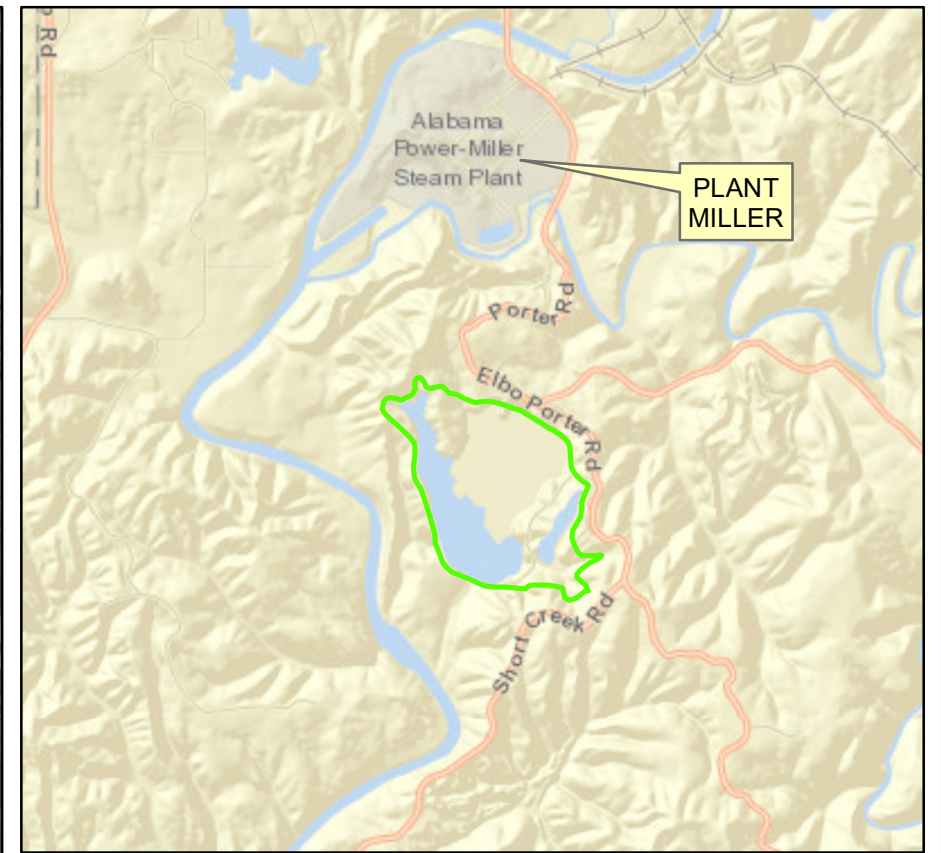 Rd
Alabama
Power-Miller
Steam Plant
PLANT
MILLER
Porter Rd
Elbo Porter Rd
Short Creek Rd